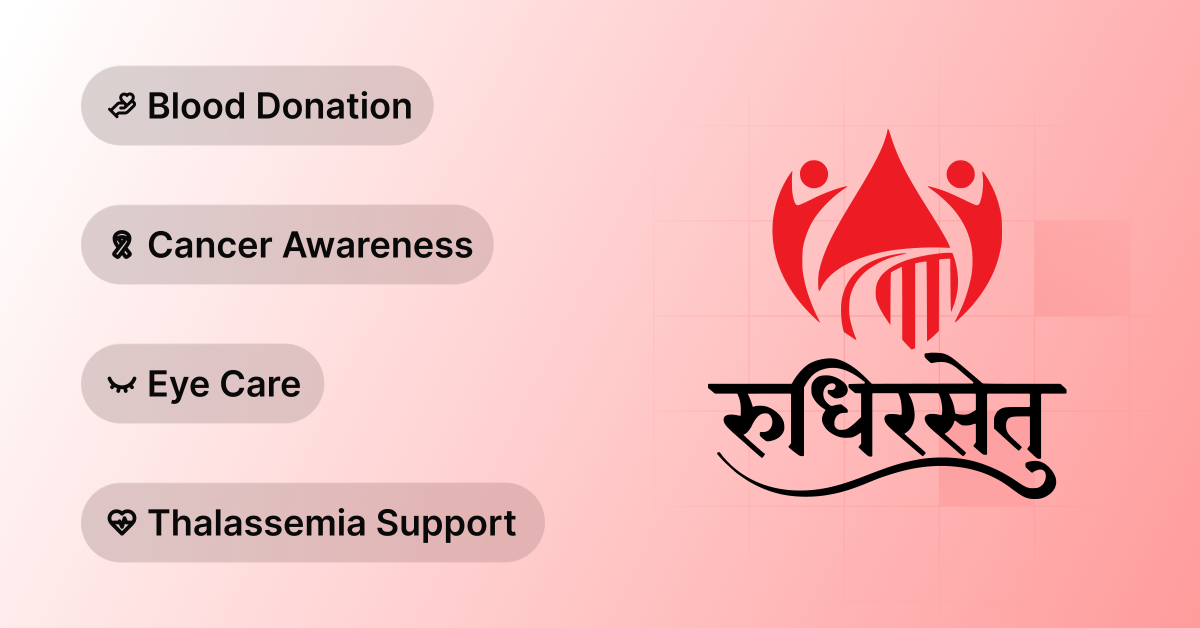 Blood Donation
Cancer Awareness
Eye Care
Thalassemia Support
रुधिरसेतु